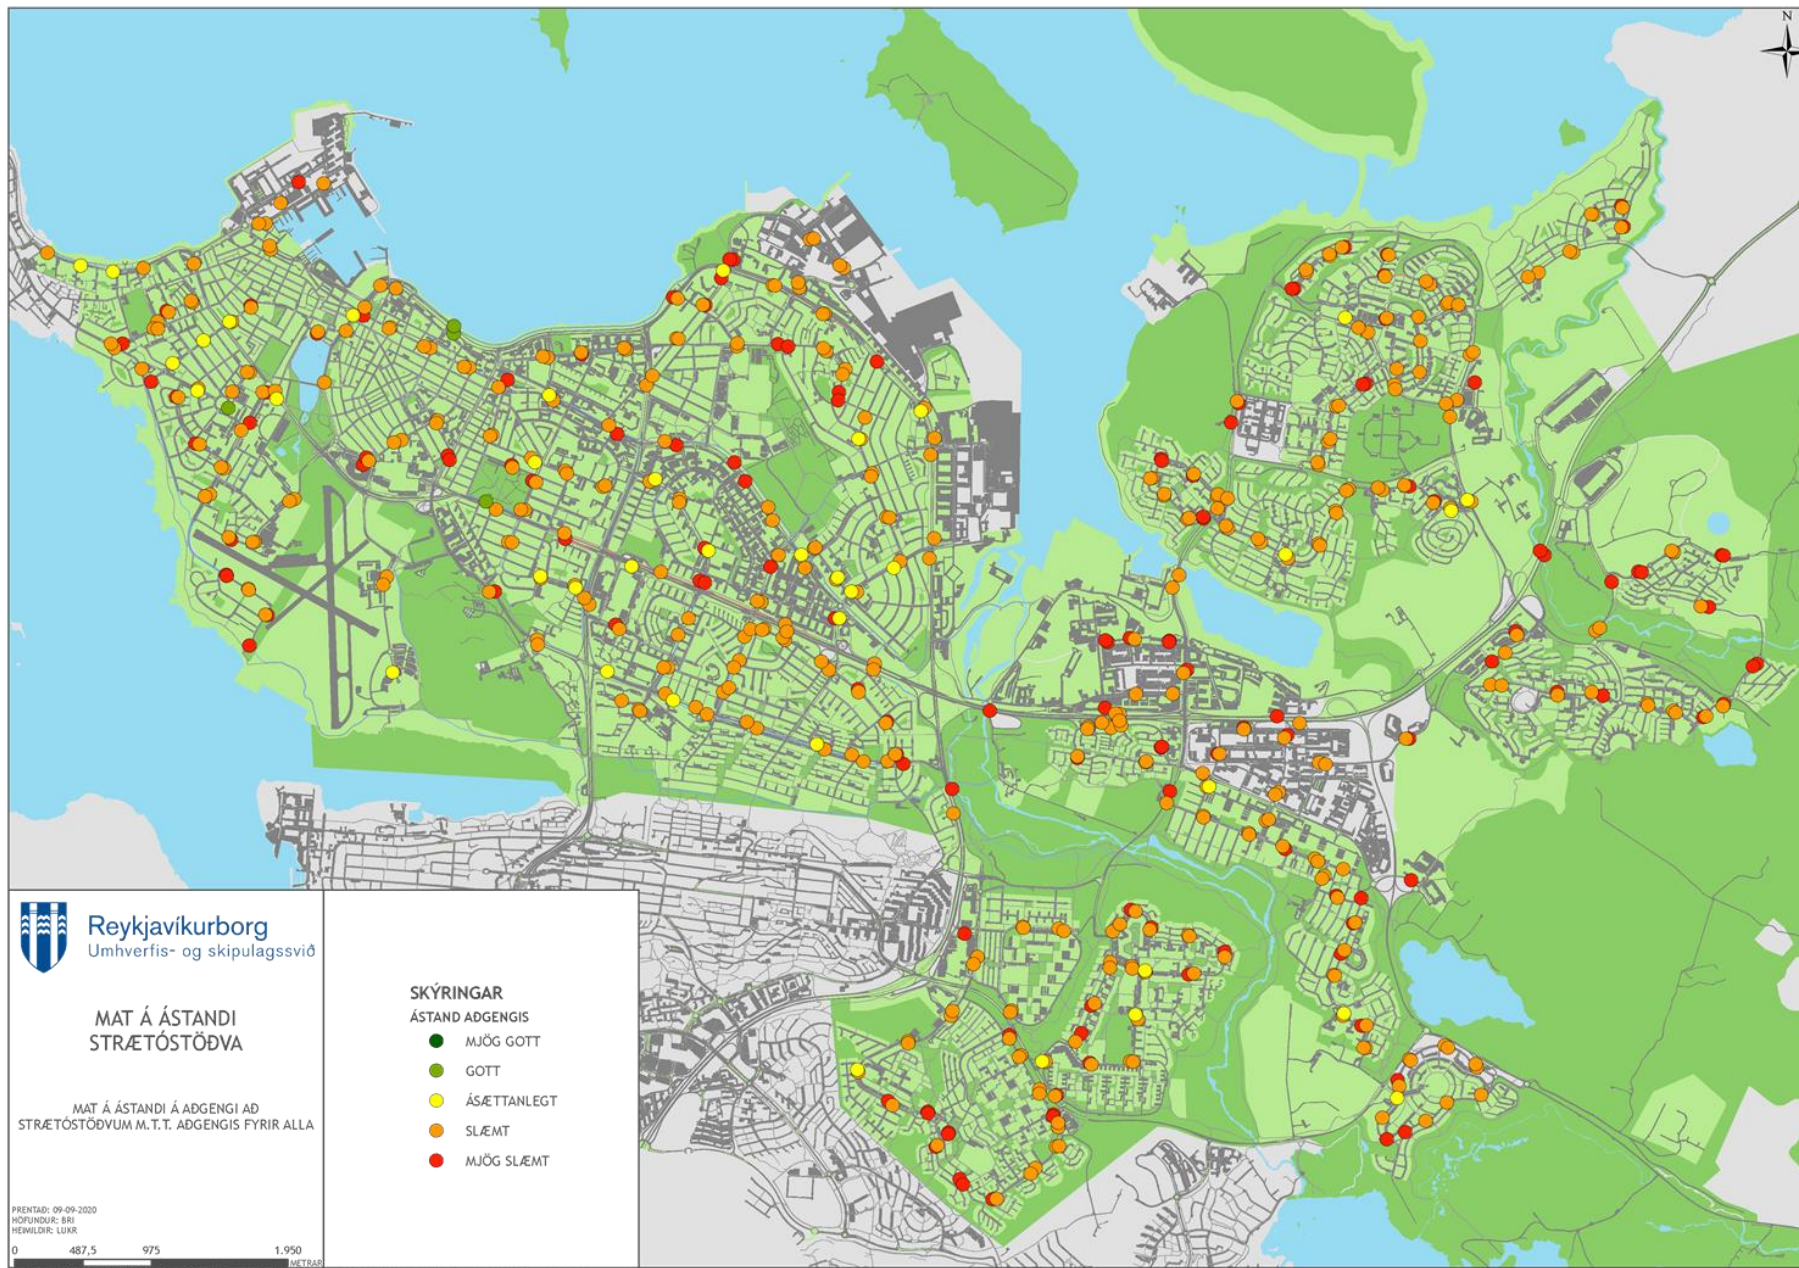 N
Reykjavíkurborg
Umhverfis- og skipulagssvið
MAT Á ÁSTANDI
STRÆTÓSTÖÐVA
MAT Á ÁSTANDI Á AÐGENGI AÐ
STRÆTÓSTÖÐVUM M.T.T. AÐGENGIS FYRIR ALLA
PRENTAÐ: 09-09-2020
HÖFUNDUR: BRI
HEIMILDIR: LUKR
0 487,5 975 1.950
METRAR
SKÝRINGAR
ÁSTAND AÐGENGIS
MJÖG GOTT
GOTT
ÁSÆTTANLEGT
SLÆMT
MJÖG SLÆMT